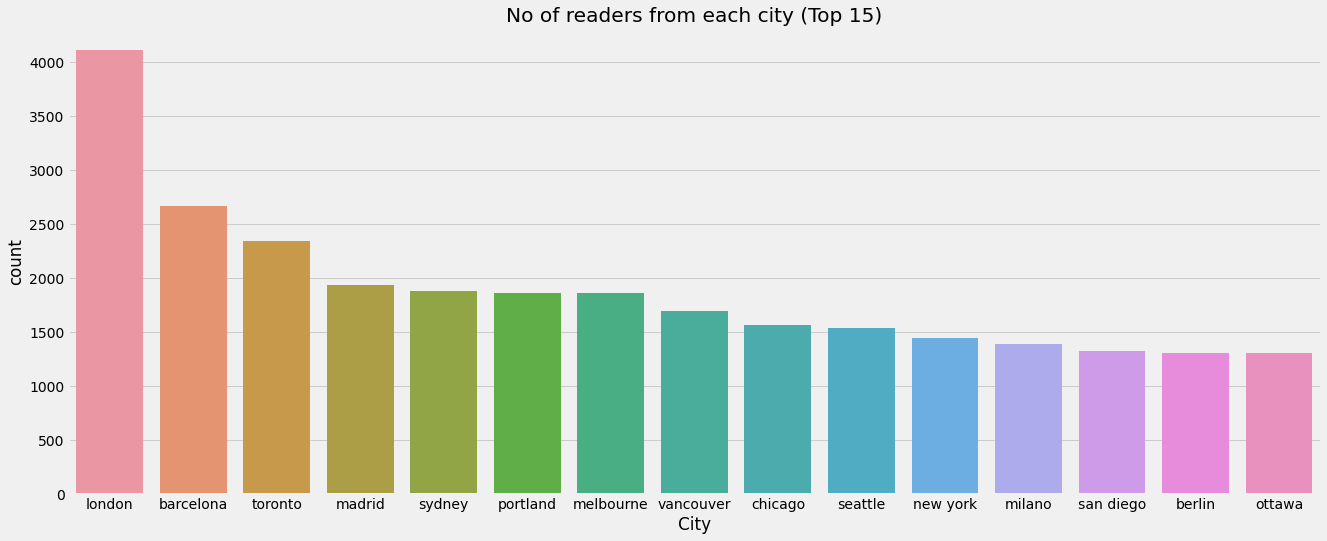 No of readers from each city (Top 15)
count
4000
3500
3000
2500
2000
1500
1000
500
0
london barcelona toronto madrid sydney portland melbourne vancouver chicago seattle new york milano san diego berlin ottawa
City